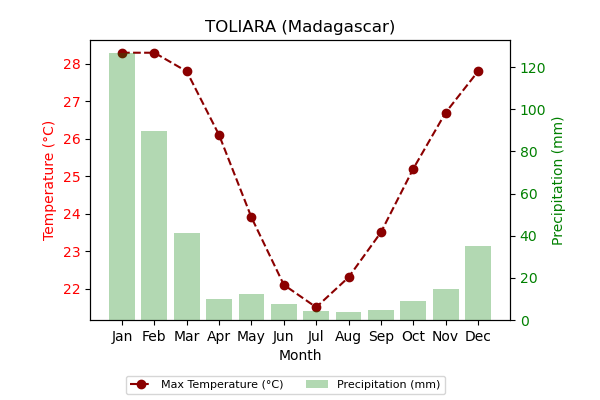 TOLIARA (Madagascar)
28
27
26
25
24
23
22
Temperature (°C)
120
100
80
60
40
20
0
Precipitation (mm)
Jan Feb Mar Apr May Jun Jul Aug Sep Oct Nov Dec
Month
Max Temperature (°C) Precipitation (mm)